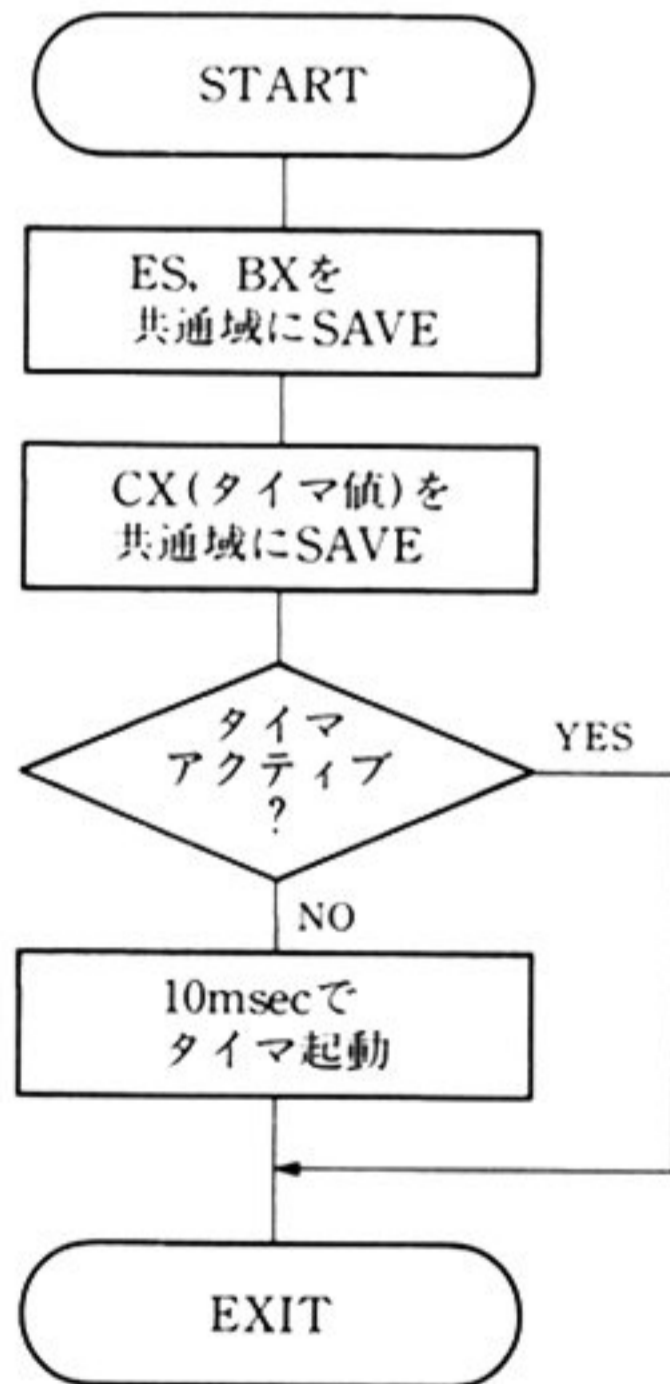 START
ES、BXを
共通域にSAVE
CX(タイマ値)を
共通域にSAVE
タイマ
アクティブ
?
YES
NO
10msecで
タイマ起動
EXIT